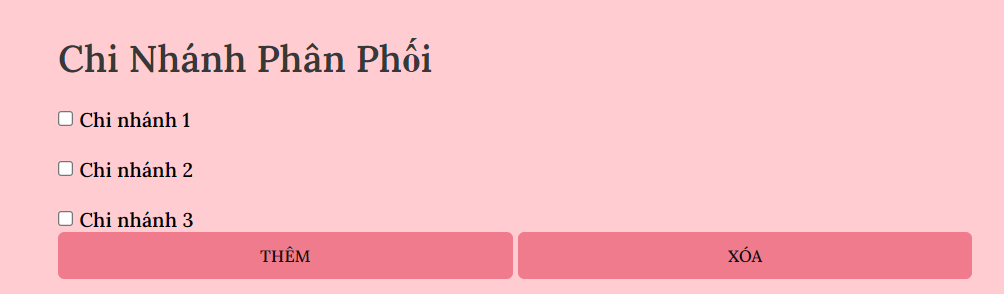 Chi Nhánh Phân Phối
Chi nhánh 1
Chi nhánh 2
Chi nhánh 3
THÊM XÓA